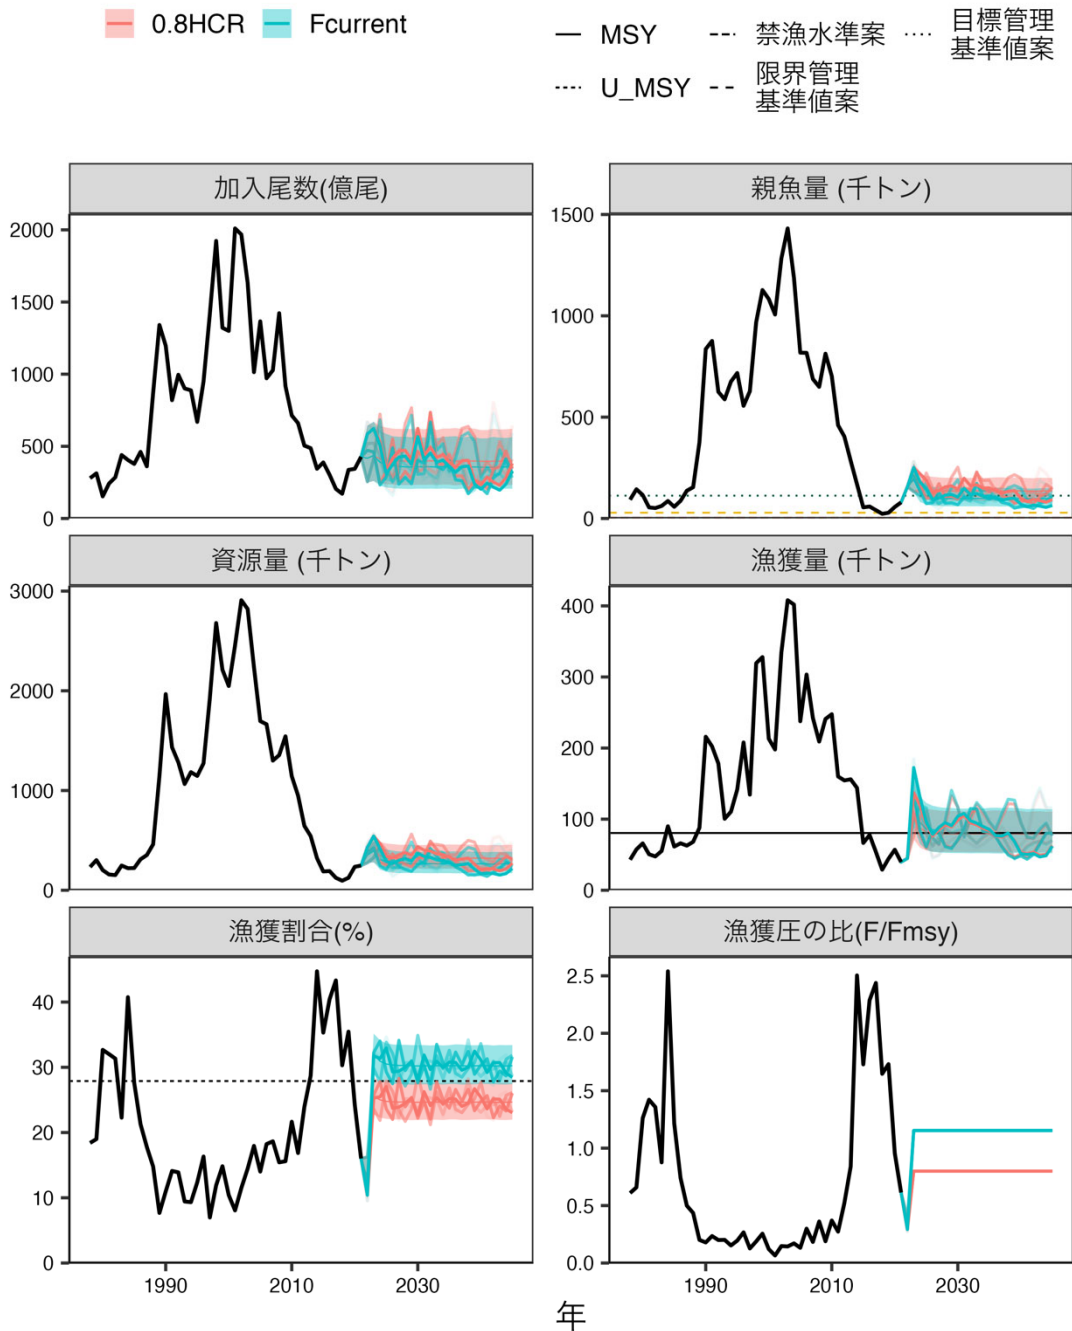 0.8HCR Fcurrent
MSY 禁漁水準案 目標管理
基準値案
U_MSY 限界管理
基準値案
加入尾数(億尾)
2000
1500
1000
500
0
親魚量 (千トン)
1500
1000
500
0
資源量 (千トン)
3000
2000
1000
0
漁獲量 (千トン)
400
300
200
100
0
漁獲割合(%)
40
30
20
10
0
1990 2010 2030
漁獲圧の比(F/Fmsy)
2.5
2.0
1.5
1.0
0.5
0.0
1990 2010 2030
年